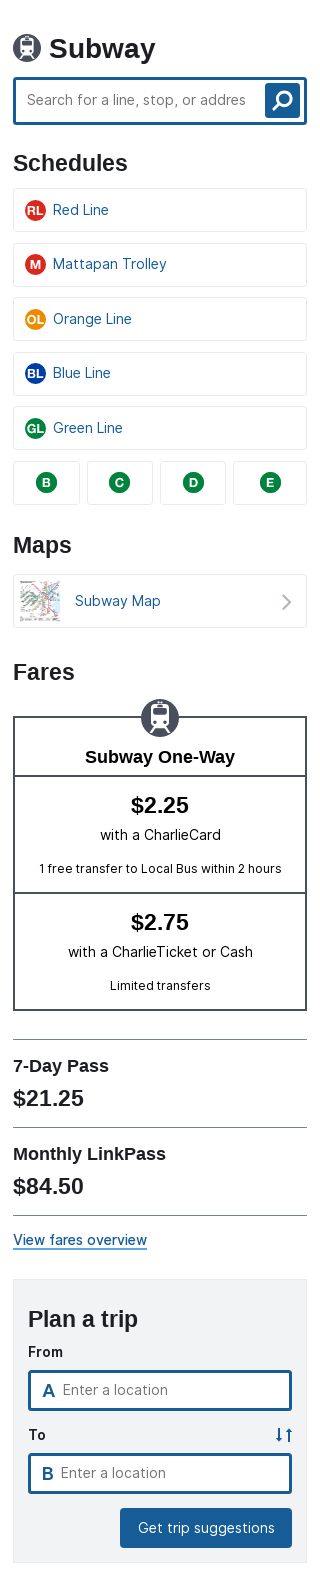 Subway
Search for a line, stop, or addres
Schedules
RL Red Line
M Mattapan Trolley
OL Orange Line
BL Blue Line
GL Green Line
B C D E
Maps
Subway Map
Fares
Subway One-Way
$2.25
with a CharlieCard
1 free transfer to Local Bus within 2 hours
$2.75
with a CharlieTicket or Cash
Limited transfers
7-Day Pass
$21.25
Monthly LinkPass
$84.50
View fares overview
Plan a trip
From
A Enter a location
To
B Enter a location
Get trip suggestions